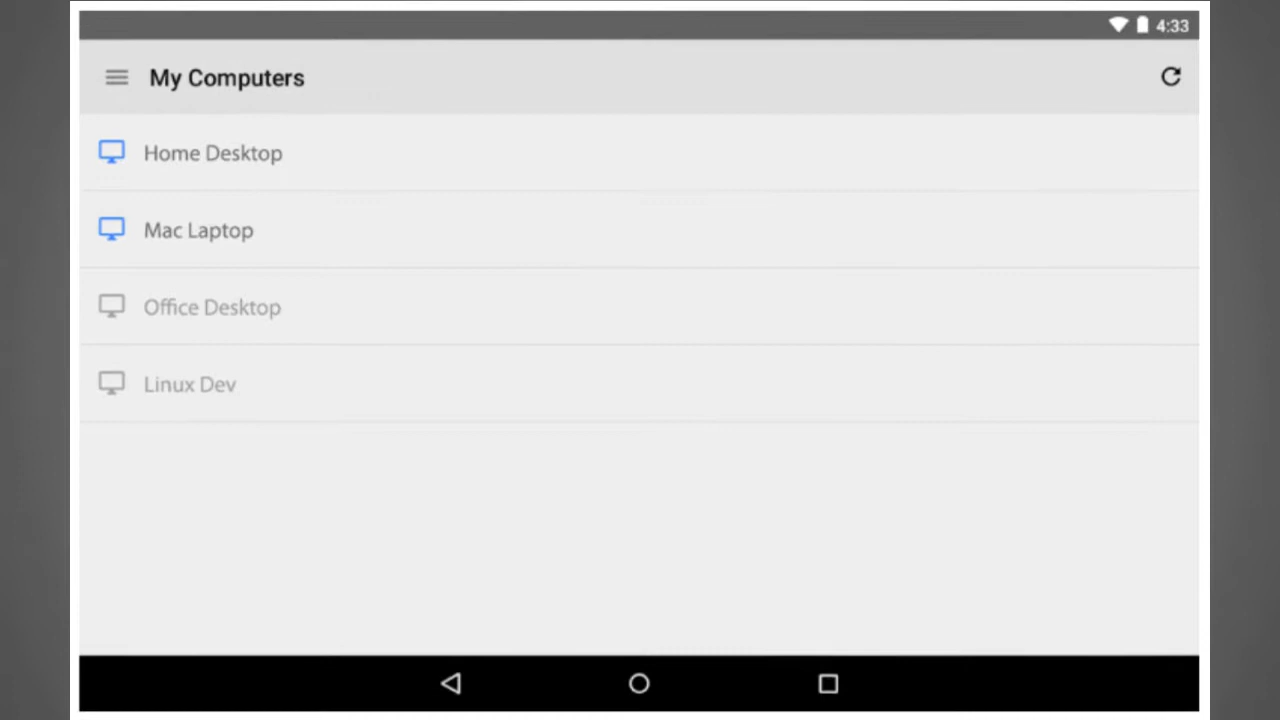 4:33
My Computers
Home Desktop
Mac Laptop
Office Desktop
Linux Dev